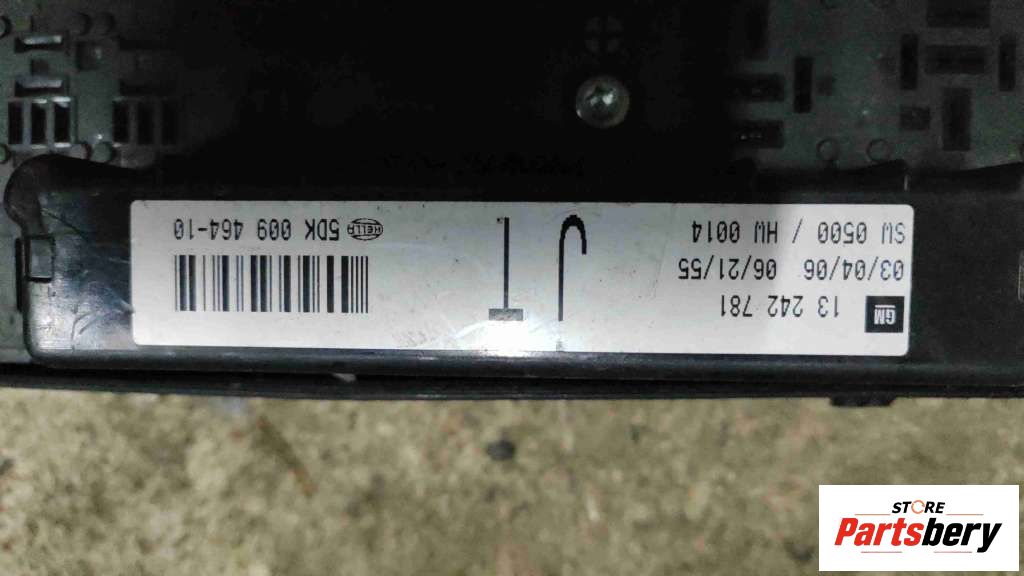 GM
13 242 781
03/04/06 06/21/55
SW 0500 / HW 0014
HELLA 5DK 009 464-10
STORE
Partsbery